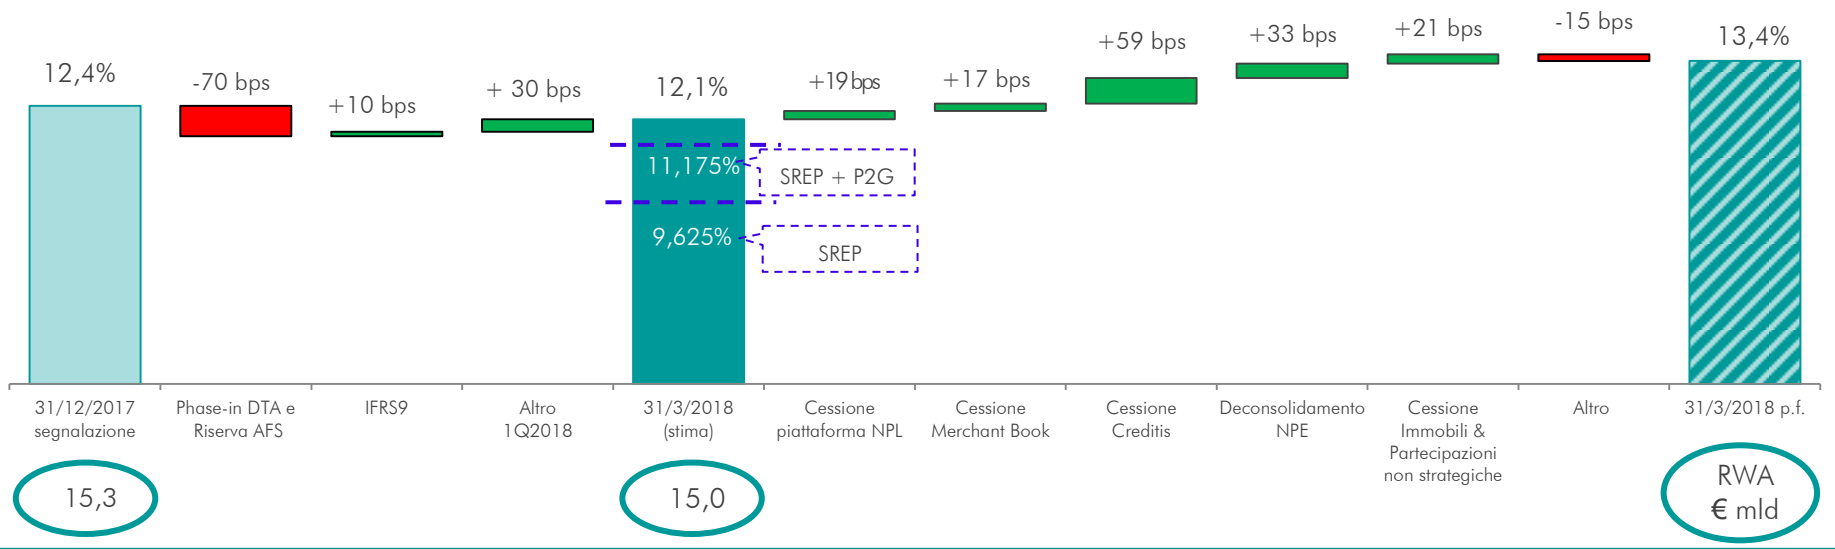 12,4%
-70 bps
+10 bps
+ 30 bps
12,1%
+19bps
+17 bps
+59 bps
+33 bps
+21 bps
-15 bps
13,4%
11,175%
SREP + P2G
9,625%
SREP
31/12/2017
segnalazione
Phase-in DTA e
Riserva AFS
IFRS9
Altro
1Q2018
31/3/2018
(stima)
Cessione
piattaforma NPL
Cessione
Merchant Book
Cessione
Creditis
Deconsolidamento
NPE
Cessione
Immobili &
Partecipazioni
non strategiche
Altro
31/3/2018 p.f.
15,3
15,0
RWA
€ mld